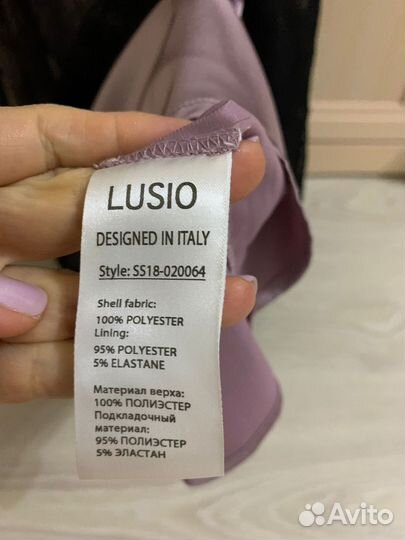 LUSIO
DESIGNED IN ITALY
Style: SS18-020064
Shell fabric:
100% POLYESTER
Lining:
95% POLYESTER
5% ELASTANE
Материал верха:
100% ПОЛИЭСТЕР
Подкладочный
материал:
95% ПОЛИЭСТЕР
5% ЭЛАСТАН
Avito